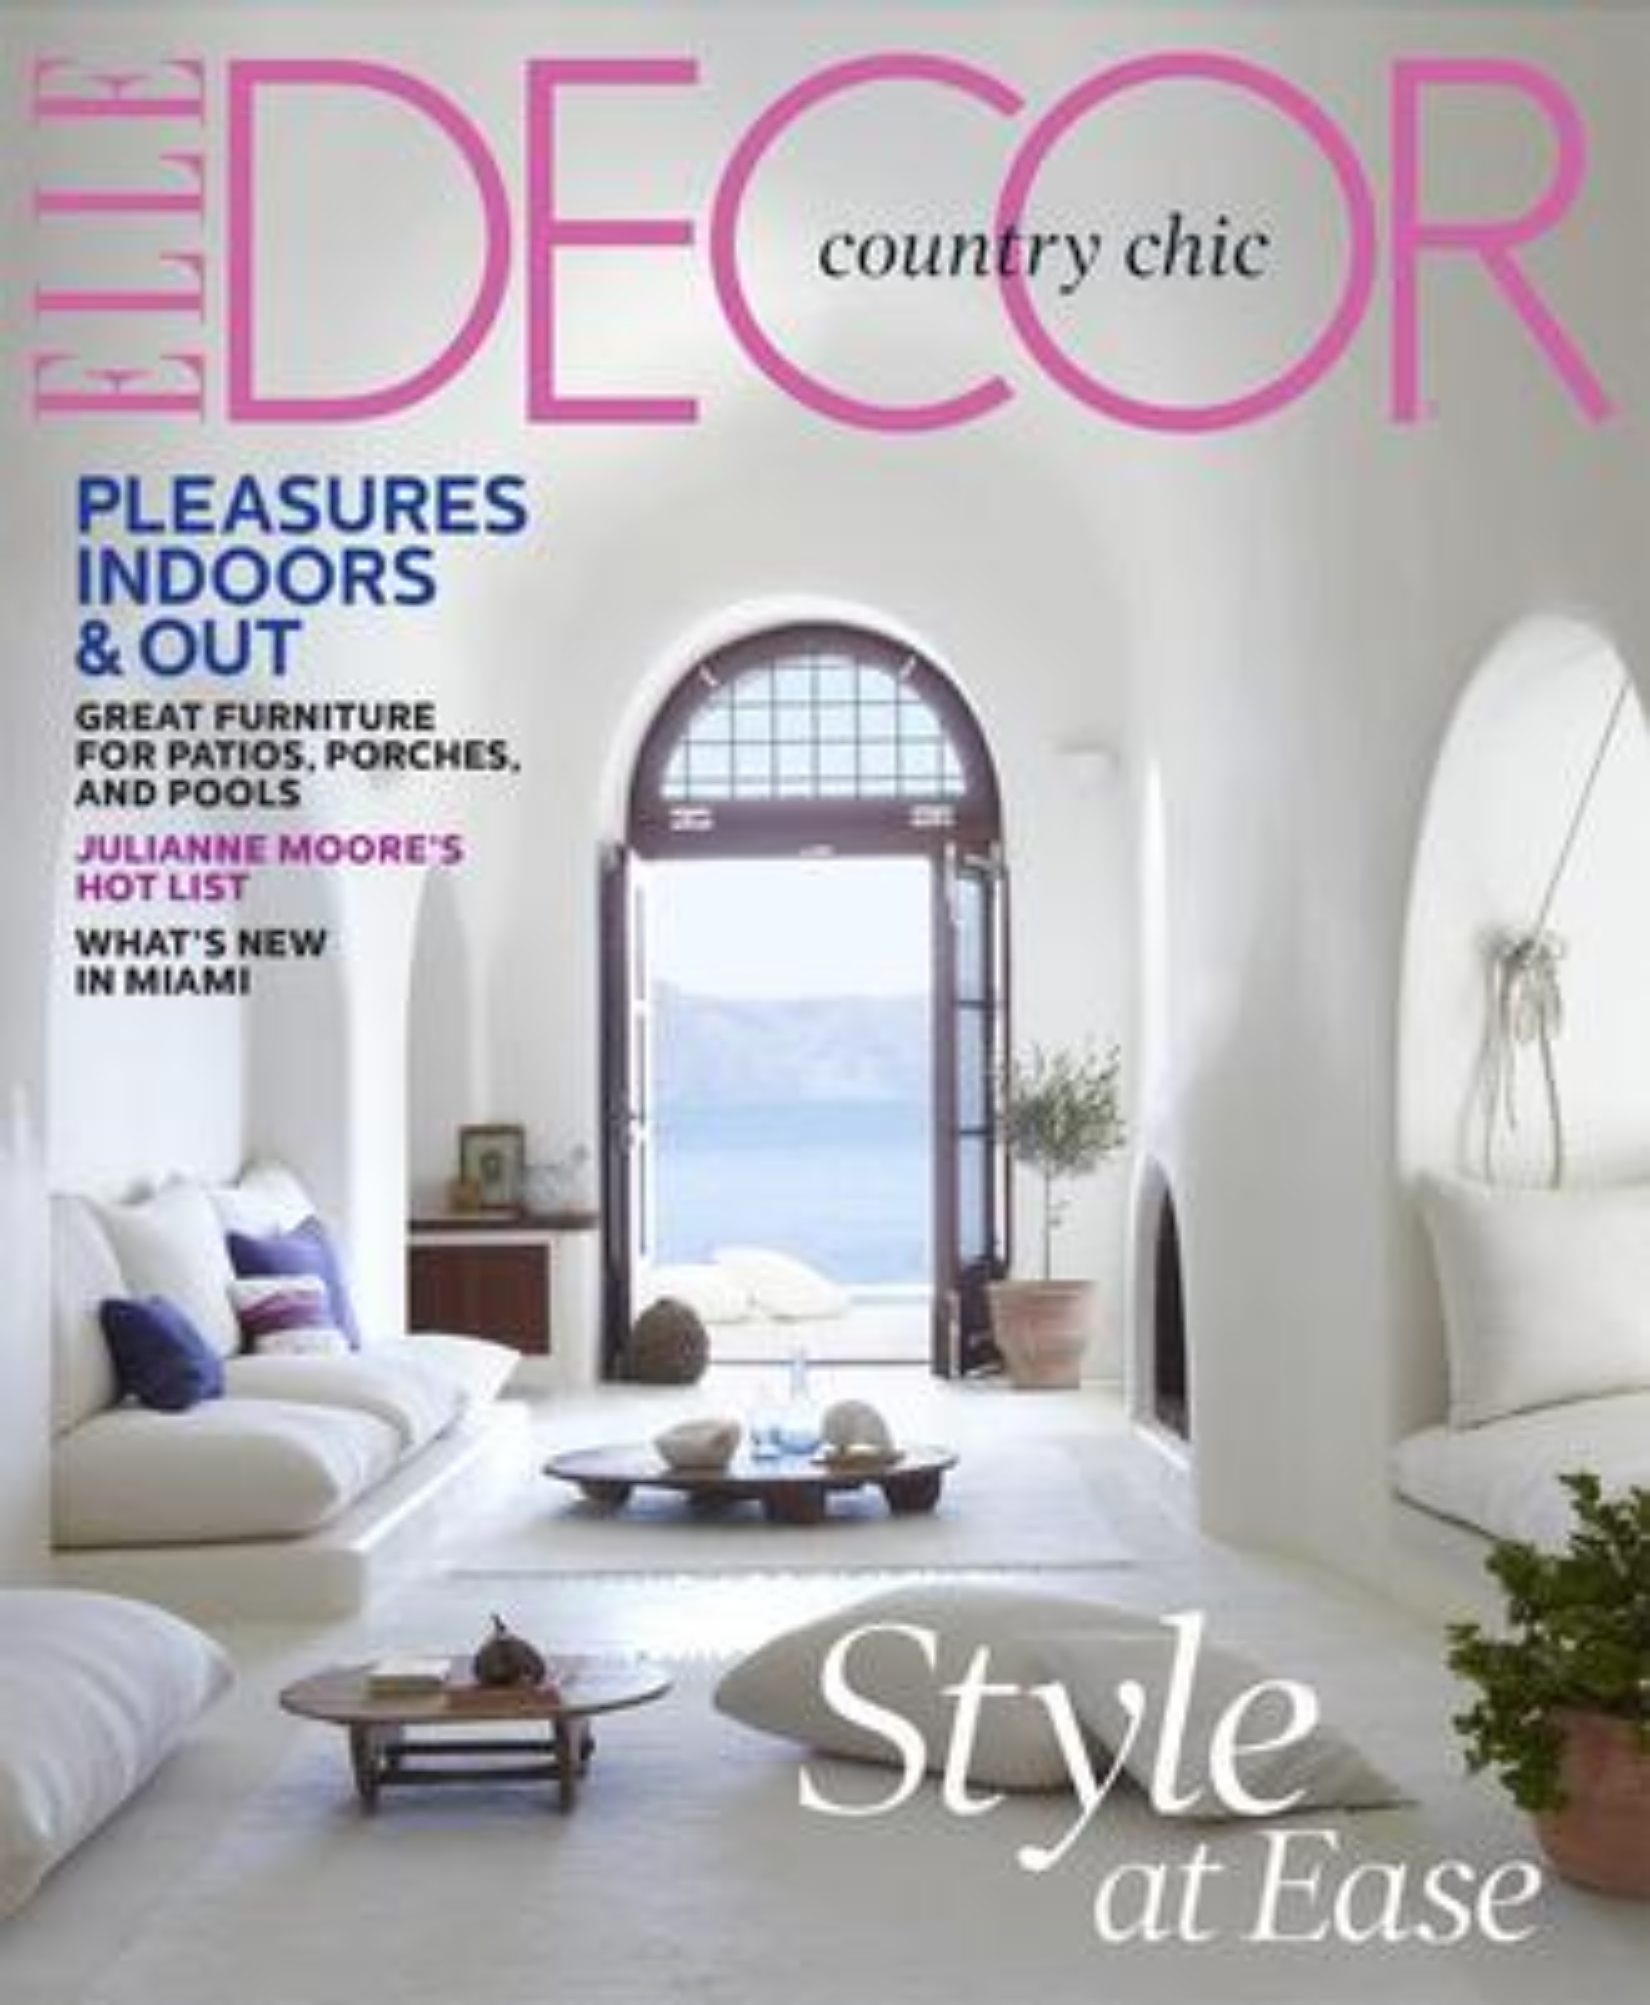 ELLE DECOR
country chic
PLEASURES
INDOORS
& OUT
GREAT FURNITURE
FOR PATIOS, PORCHES,
AND POOLS
JULIANNE MOORE'S
HOT LIST
WHAT'S NEW
IN MIAMI
Style
at Ease